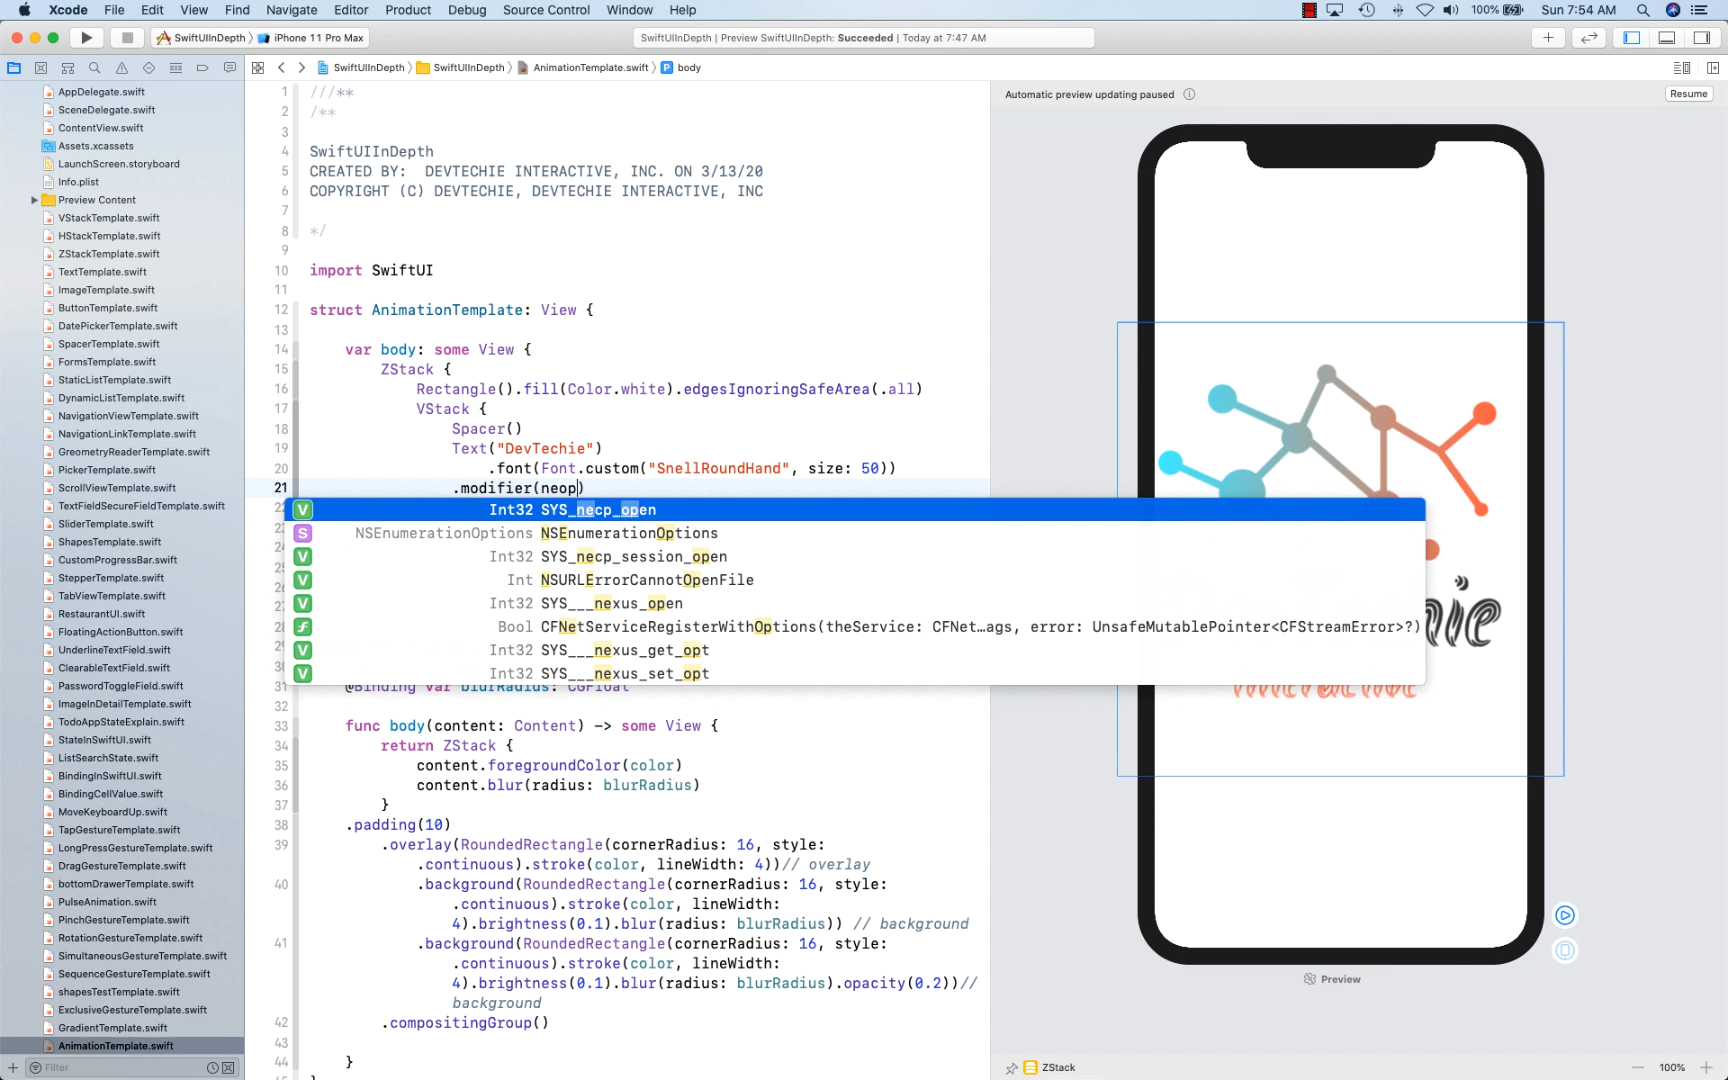 Xcode File Edit View Find Navigate Editor Product Debug Source Control Window Help 100% Sun 7:54 AM
SwiftUIInDepth iPhone 11 Pro Max
SwiftUIInDepth | Preview SwiftUIInDepth: Succeeded | Today at 7:47 AM
SwiftUIInDepth SwiftUIInDepth AnimationTemplate.swift P body
AppDelegate.swift
SceneDelegate.swift
ContentView.swift
Assets.xcassets
LaunchScreen.storyboard
Info.plist
Preview Content
VStackTemplate.swift
HStackTemplate.swift
ZStackTemplate.swift
TextTemplate.swift
ImageTemplate.swift
ButtonTemplate.swift
DatePickerTemplate.swift
SpacerTemplate.swift
FormsTemplate.swift
StaticListTemplate.swift
DynamicListTemplate.swift
NavigationViewTemplate.swift
NavigationLinkTemplate.swift
GreometryReaderTemplate.swift
PickerTemplate.swift
ScrollViewTemplate.swift
TextFieldSecureFieldTemplate.swift
SliderTemplate.swift
ShapesTemplate.swift
CustomProgressBar.swift
StepperTemplate.swift
TabViewTemplate.swift
RestaurantUI.swift
FloatingActionButton.swift
UnderlineTextField.swift
ClearableTextField.swift
PasswordToggleField.swift
ImageInDetailTemplate.swift
TodoAppStateExplain.swift
StateInSwiftUI.swift
ListSearchState.swift
BindingInSwiftUI.swift
BindingCellValue.swift
MoveKeyboardUp.swift
TapGestureTemplate.swift
LongPressGestureTemplate.swift
DragGestureTemplate.swift
bottomDrawerTemplate.swift
PulseAnimation.swift
PinchGestureTemplate.swift
RotationGestureTemplate.swift
SimultaneousGestureTemplate.swift
SequenceGestureTemplate.swift
shapesTestTemplate.swift
ExclusiveGestureTemplate.swift
GradientTemplate.swift
AnimationTemplate.swift
Filter
1 ///**
2 /**
3
4 SwiftUIInDepth
5 CREATED BY: DEVTECHIE INTERACTIVE, INC. ON 3/13/20
6 COPYRIGHT (C) DEVTECHIE, DEVTECHIE INTERACTIVE, INC
7
8 */
9
10 import SwiftUI
11
12 struct AnimationTemplate: View {
13
14 var body: some View {
15 ZStack {
16 Rectangle().fill(Color.white).edgesIgnoringSafeArea(.all)
17 VStack {
18 Spacer()
19 Text("DevTechie")
20 .font(Font.custom("SnellRoundHand", size: 50))
21 .modifier(neop)
V Int32 SYS_necp_open
S NSEnumerationOptions NSEnumerationOptions
V Int32 SYS_necp_session_open
V Int NSURLErrorCannotOpenFile
V Int32 SYS___nexus_open
f Bool CFNetServiceRegisterWithOptions(theService: CFNet…ags, error: UnsafeMutablePointer<CFStreamError>?)
V Int32 SYS___nexus_get_opt
V Int32 SYS___nexus_set_opt
31 @Binding var blurRadius: CGFloat
32
33 func body(content: Content) -> some View {
34 return ZStack {
35 content.foregroundColor(color)
36 content.blur(radius: blurRadius)
37 }
38 .padding(10)
39 .overlay(RoundedRectangle(cornerRadius: 16, style:
.continuous).stroke(color, lineWidth: 4))// overlay
40 .background(RoundedRectangle(cornerRadius: 16, style:
.continuous).stroke(color, lineWidth:
4).brightness(0.1).blur(radius: blurRadius)) // background
41 .background(RoundedRectangle(cornerRadius: 16, style:
.continuous).stroke(color, lineWidth:
4).brightness(0.1).blur(radius: blurRadius).opacity(0.2))//
background
42 .compositingGroup()
43
44 }
Automatic preview updating paused
Resume
Preview
ZStack
100%